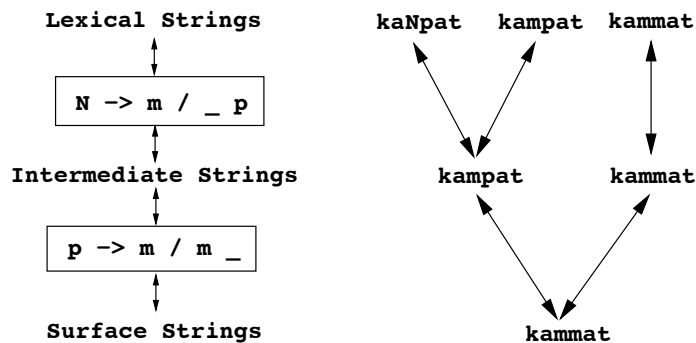 Lexical Strings
N -> m / _ p
Intermediate Strings
p -> m / m _
Surface Strings
kaNpat kampat kammat
kampat kammat
kammat